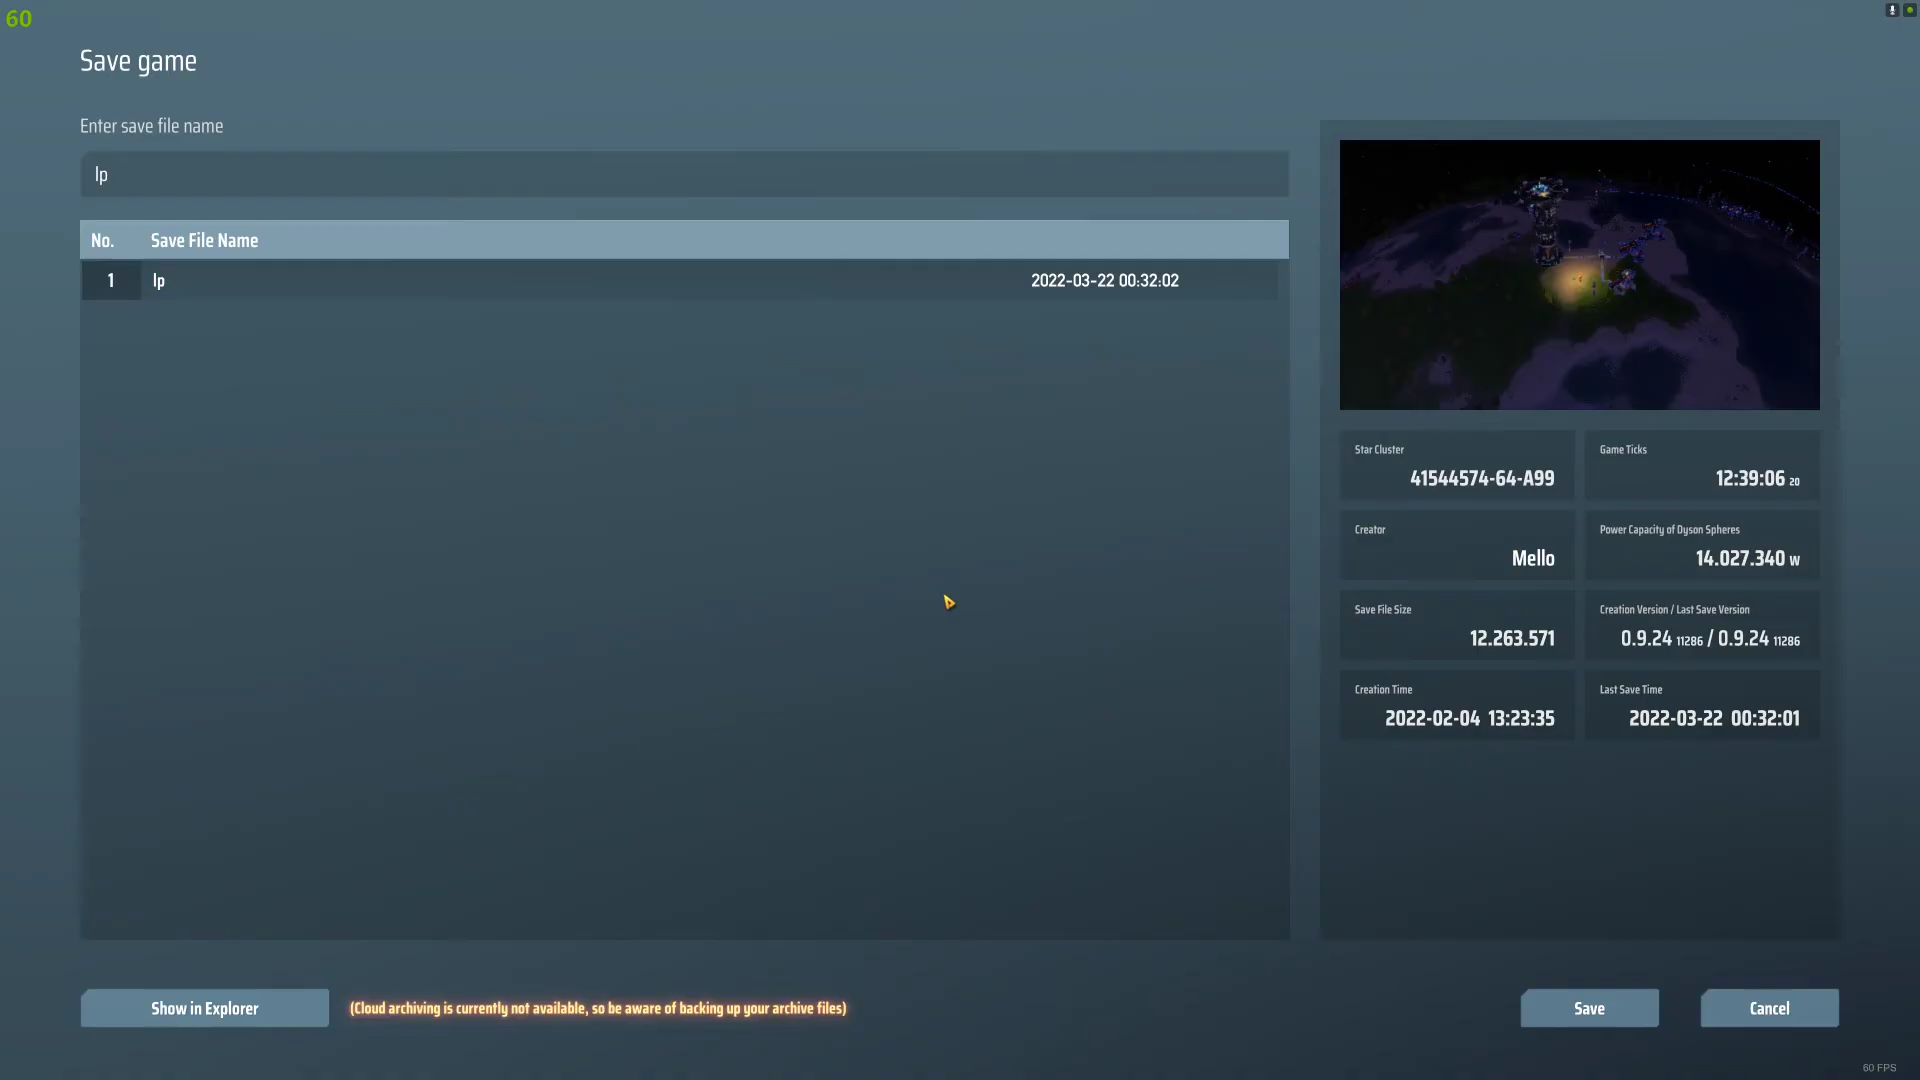 60
Save game
Enter save file name
lp
No. Save File Name
1 lp 2022-03-22 00:32:02
Star Cluster
41544574-64-A99
Game Ticks
12:39:06 20
Creator
Mello
Power Capacity of Dyson Spheres
14.027.340 W
Save File Size
12.263.571
Creation Version / Last Save Version
0.9.24 11286 / 0.9.24 11286
Creation Time
2022-02-04 13:23:35
Last Save Time
2022-03-22 00:32:01
Show in Explorer
(Cloud archiving is currently not available, so be aware of backing up your archive files)
Save
Cancel
60 FPS